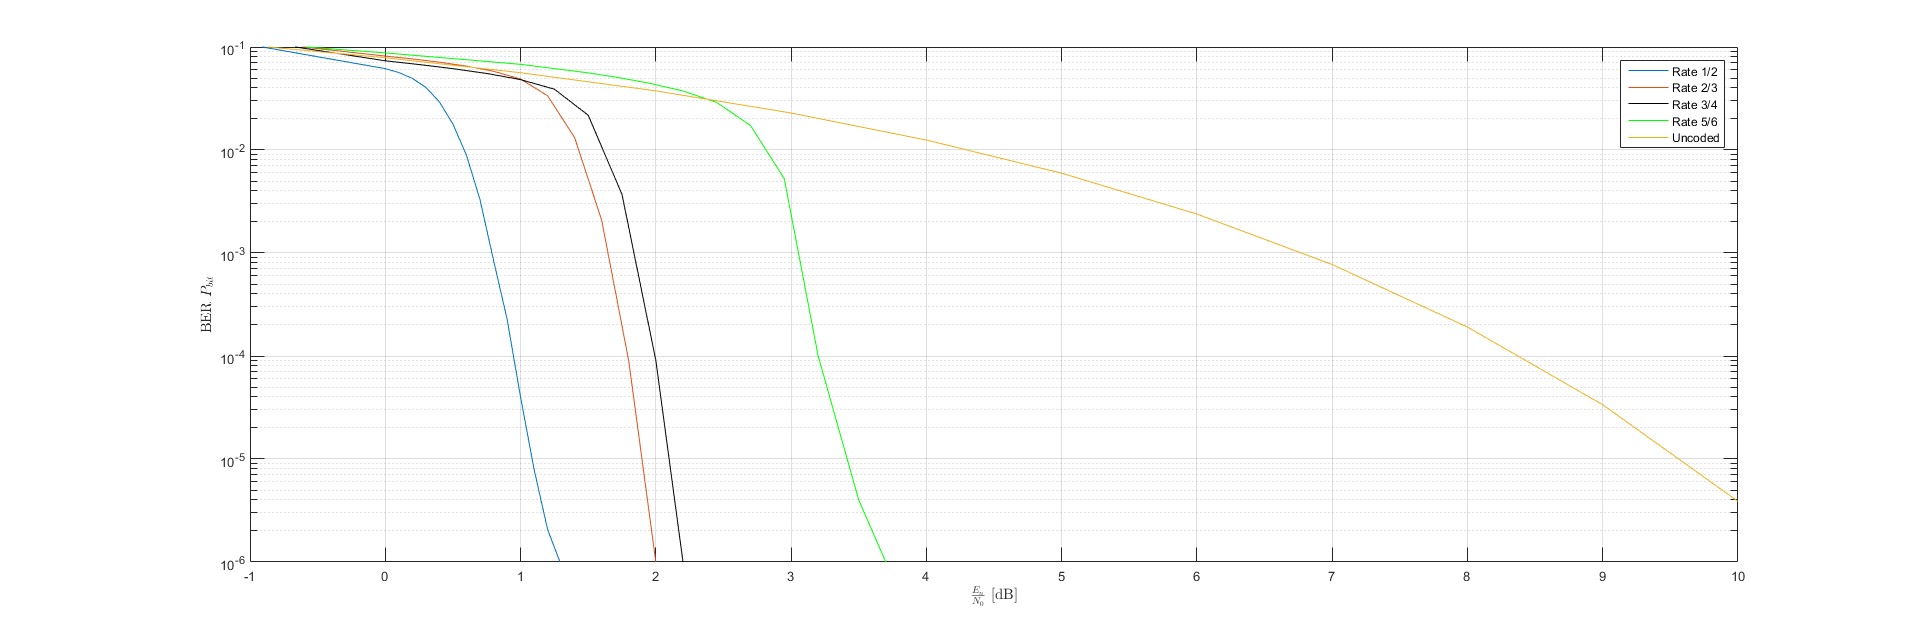 10^-1
10^-2
10^-3
10^-4
10^-5
10^-6
BER P_bit
-1 0 1 2 3 4 5 6 7 8 9 10
E_s/N_0 [dB]
Rate 1/2
Rate 2/3
Rate 3/4
Rate 5/6
Uncoded